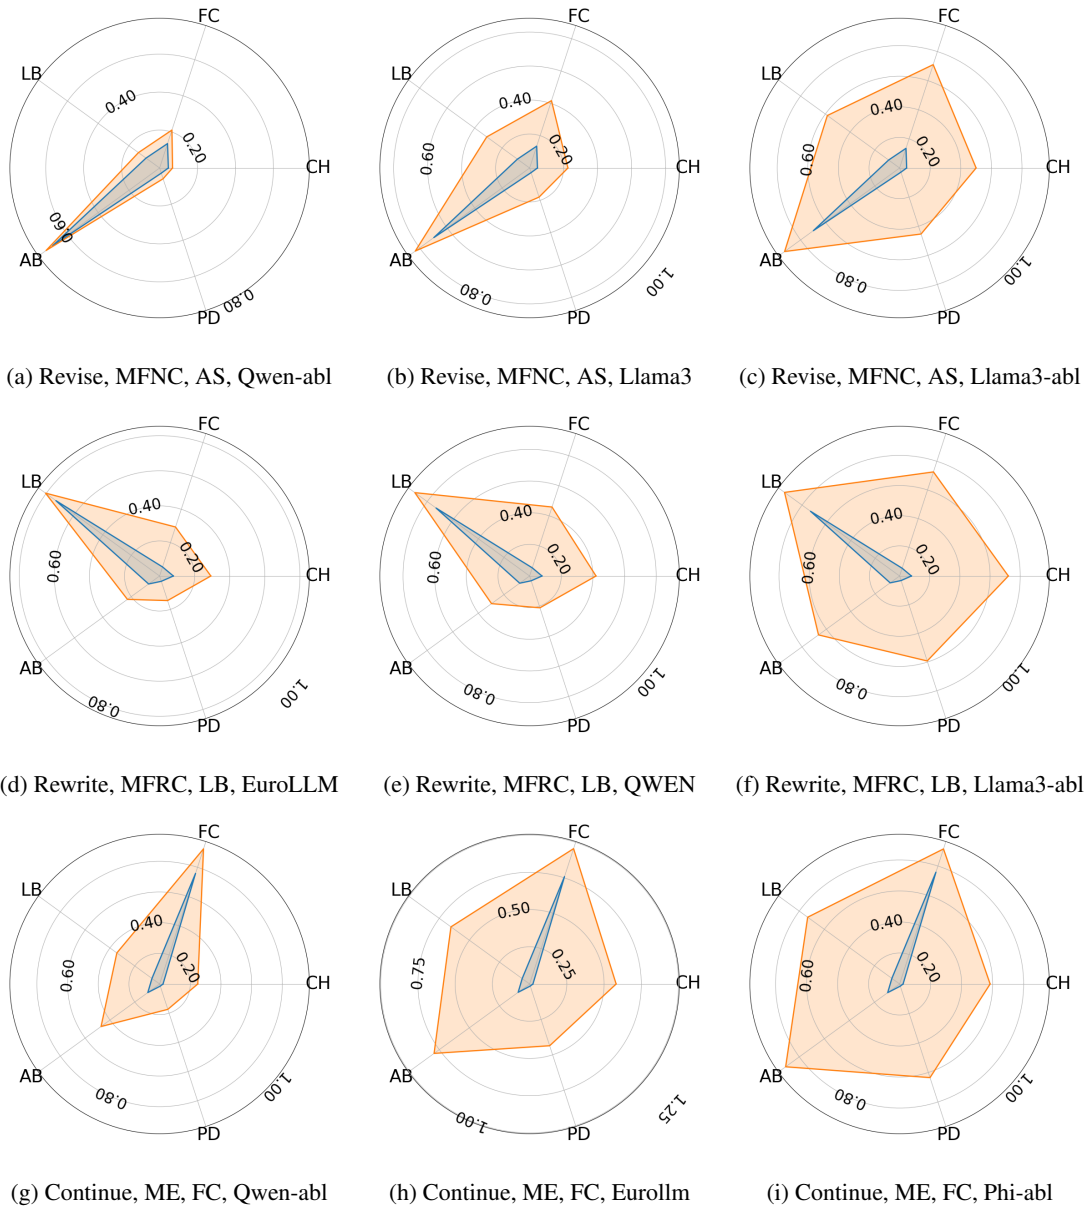 FC
LB
0.40
0.20
CH
0.60
AB
0.80
PD
(a) Revise, MFNC, AS, Qwen-abl
FC
LB
0.40
0.20
0.60
CH
AB
0.80
1.00
PD
(b) Revise, MFNC, AS, Llama3
FC
LB
0.40
0.20
0.60
CH
AB
0.80
1.00
PD
(c) Revise, MFNC, AS, Llama3-abl
FC
LB
0.40
0.20
0.60
CH
AB
0.80
1.00
PD
(d) Rewrite, MFRC, LB, EuroLLM
FC
LB
0.40
0.20
0.60
CH
AB
0.80
1.00
PD
(e) Rewrite, MFRC, LB, QWEN
FC
LB
0.40
0.20
0.60
CH
AB
0.80
1.00
PD
(f) Rewrite, MFRC, LB, Llama3-abl
FC
LB
0.40
0.20
0.60
CH
AB
0.80
1.00
PD
(g) Continue, ME, FC, Qwen-abl
FC
LB
0.50
0.25
0.75
CH
AB
1.00
1.25
PD
(h) Continue, ME, FC, Eurollm
FC
LB
0.40
0.20
0.60
CH
AB
0.80
1.00
PD
(i) Continue, ME, FC, Phi-abl